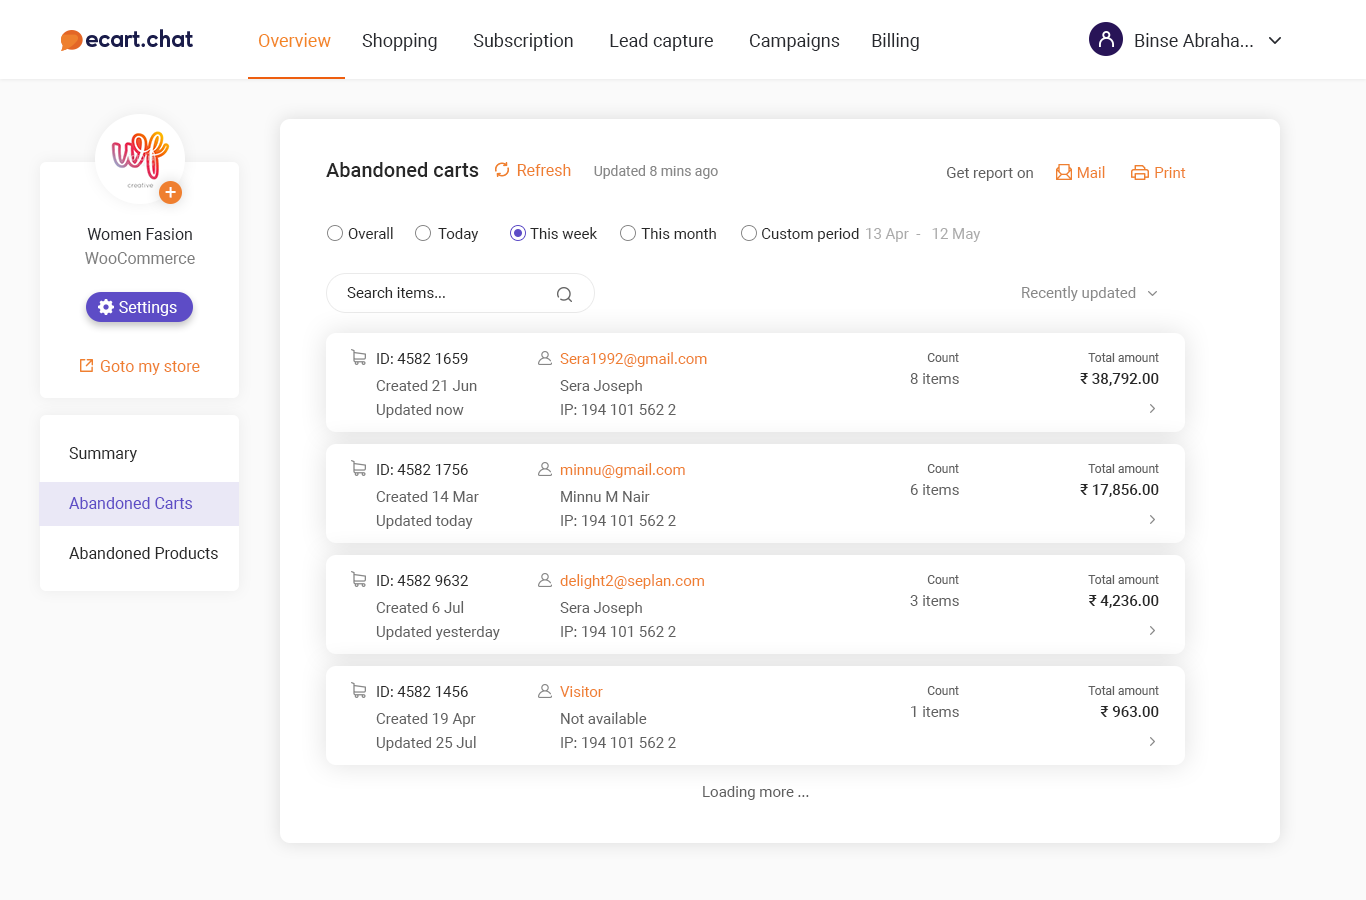 ecart.chat
Overview
Shopping
Subscription
Lead capture
Campaigns
Billing
Binse Abraha...
wf
creative
Women Fasion
WooCommerce
Settings
Goto my store
Summary
Abandoned Carts
Abandoned Products
Abandoned carts Refresh Updated 8 mins ago
Get report on Mail Print
Overall Today This week This month Custom period 13 Apr - 12 May
Search items...
Recently updated
ID: 4582 1659
Created 21 Jun
Updated now
Sera1992@gmail.com
Sera Joseph
IP: 194 101 562 2
Count
8 items
Total amount
₹ 38,792.00
ID: 4582 1756
Created 14 Mar
Updated today
minnu@gmail.com
Minnu M Nair
IP: 194 101 562 2
Count
6 items
Total amount
₹ 17,856.00
ID: 4582 9632
Created 6 Jul
Updated yesterday
delight2@seplan.com
Sera Joseph
IP: 194 101 562 2
Count
3 items
Total amount
₹ 4,236.00
ID: 4582 1456
Created 19 Apr
Updated 25 Jul
Visitor
Not available
IP: 194 101 562 2
Count
1 items
Total amount
₹ 963.00
Loading more ...